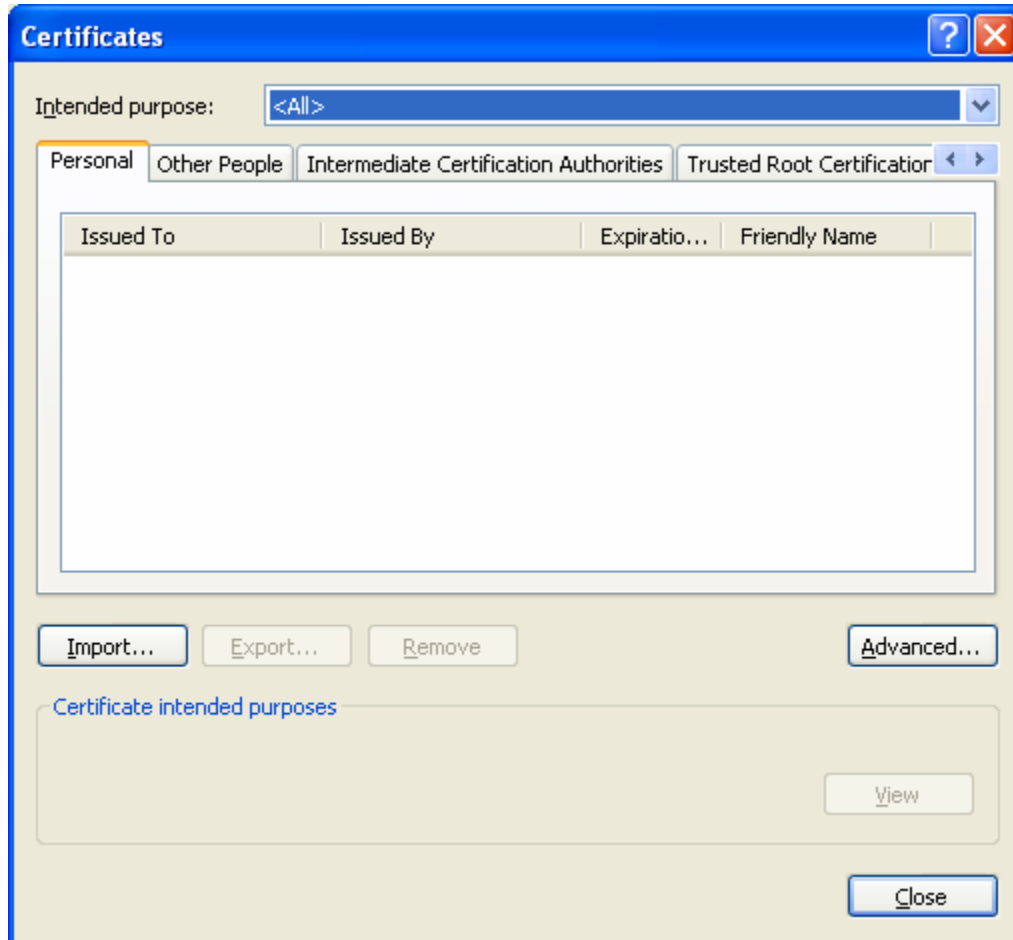 Certificates
Intended purpose: <All>
Personal Other People Intermediate Certification Authorities Trusted Root Certification
Issued To Issued By Expiratio... Friendly Name
Import... Export... Remove Advanced...
Certificate intended purposes
View
Close